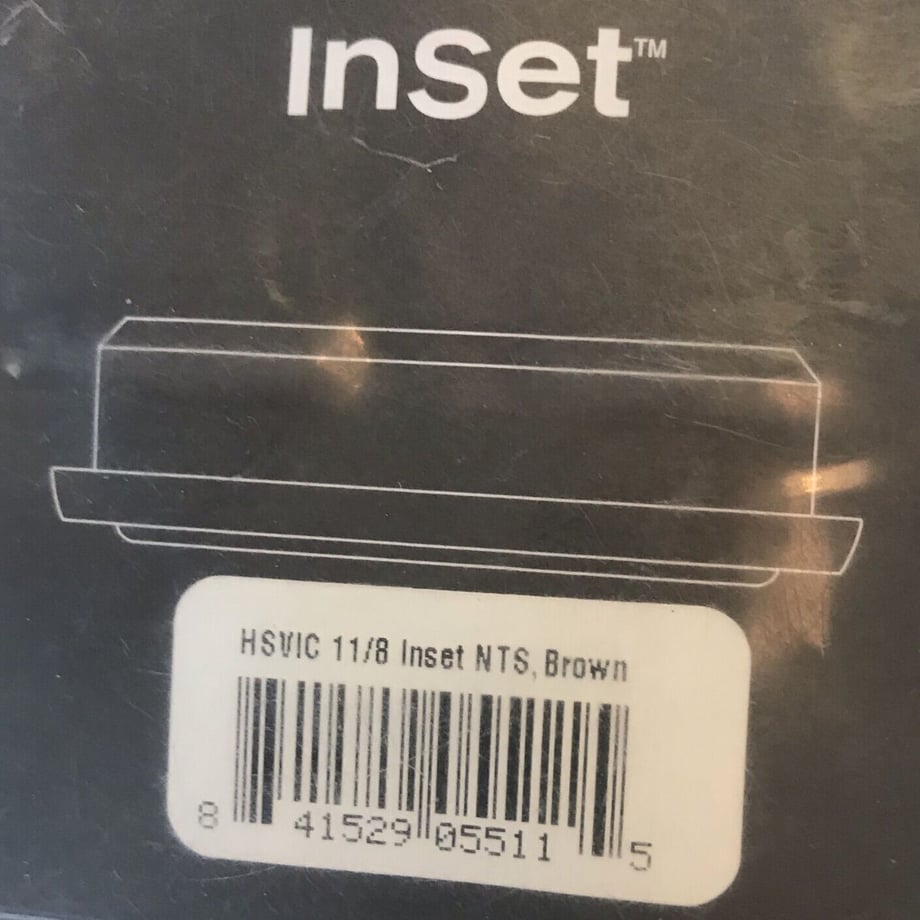 InSet™
HSVIC 11/8 Inset NTS, Brown
8 41529 05511 5